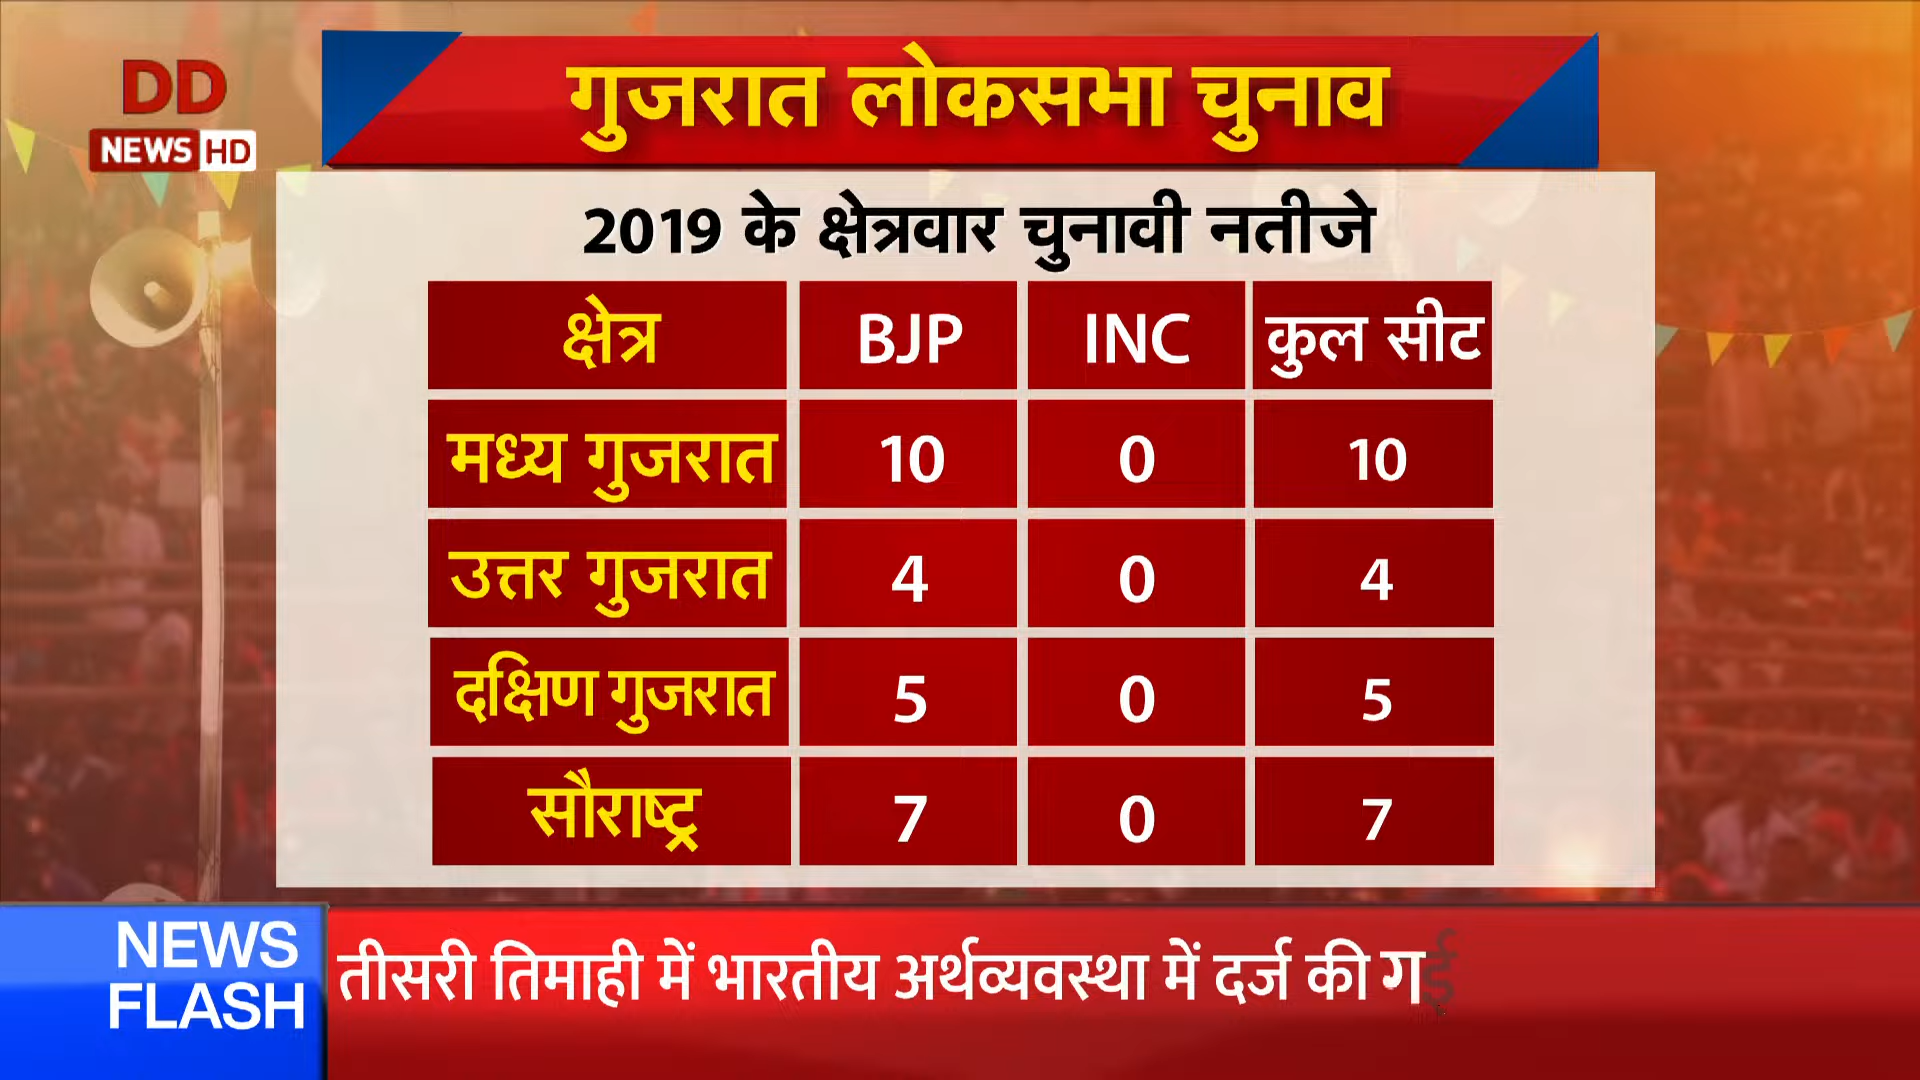 DD
NEWS HD
गुजरात लोकसभा चुनाव
2019 के क्षेत्रवार चुनावी नतीजे
क्षेत्र BJP INC कुल सीट
मध्य गुजरात 10 0 10
उत्तर गुजरात 4 0 4
दक्षिण गुजरात 5 0 5
सौराष्ट्र 7 0 7
NEWS
FLASH
तीसरी तिमाही में भारतीय अर्थव्यवस्था में दर्ज की गई